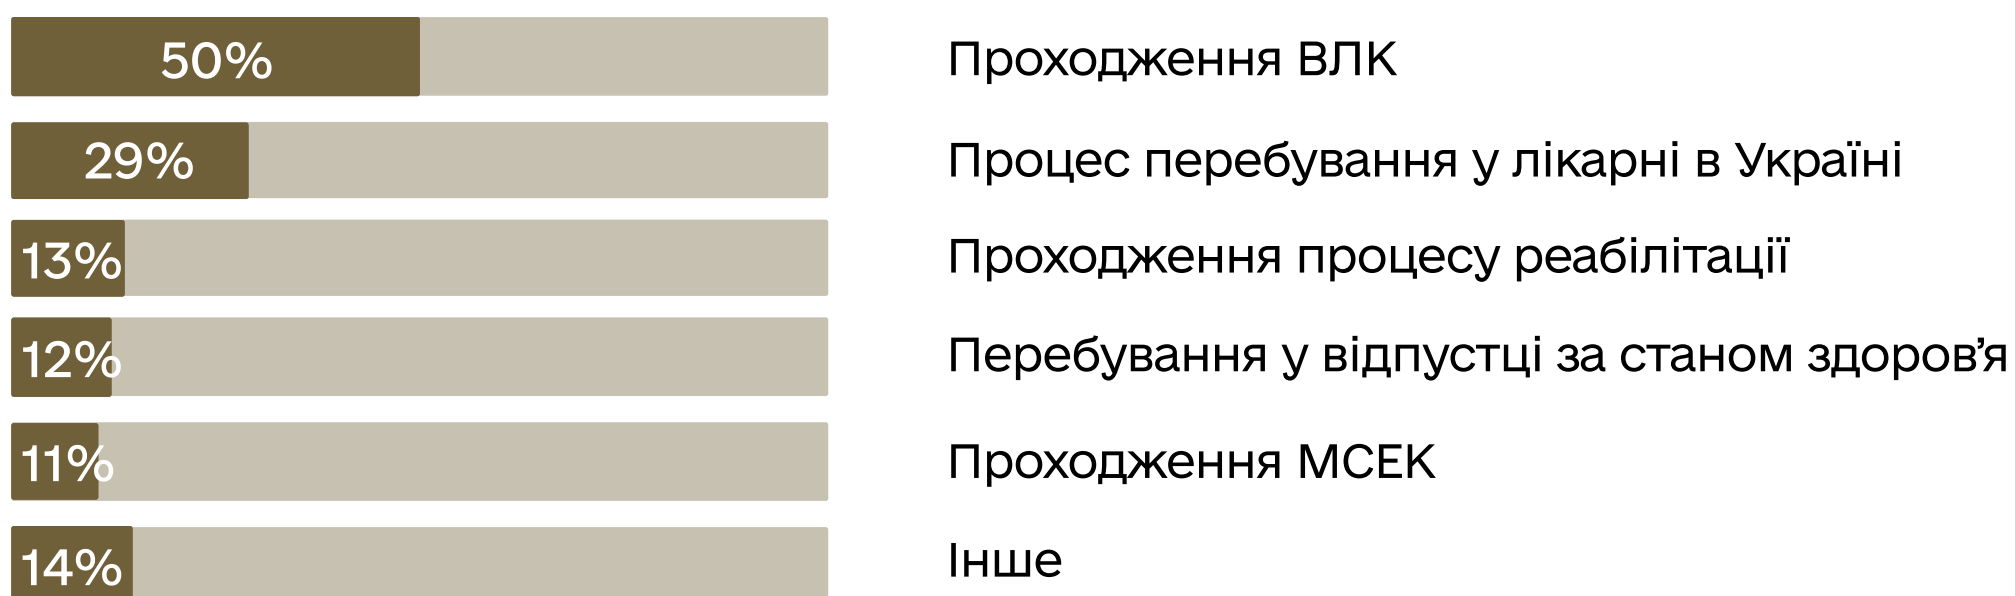 50% Проходження ВЛК
29% Процес перебування у лікарні в Україні
13% Проходження процесу реабілітації
12% Перебування у відпустці за станом здоров’я
11% Проходження МСЕК
14% Інше